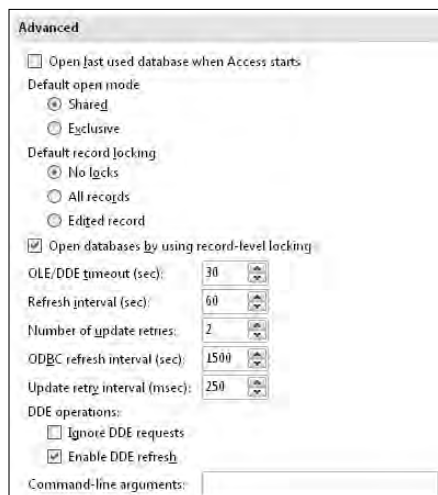 Advanced
Open last used database when Access starts
Default open mode
Shared
Exclusive
Default record locking
No locks
All records
Edited record
Open databases by using record-level locking
OLE/DDE timeout (sec): 30
Refresh interval (sec): 60
Number of update retries: 2
ODBC refresh interval (sec): 1500
Update retry interval (msec): 250
DDE operations:
Ignore DDE requests
Enable DDE refresh
Command-line arguments: